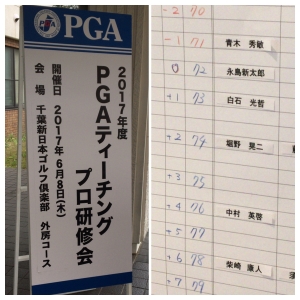 PGA
2017年度
PGAティーチング
プロ研修会
開催日 2017年6月8日(木)
会 場 千葉新日本ゴルフ倶楽部 外房コース
-2 70
-1 71 青木 秀敏
0 72 永島新太郎
+1 73 白石 光哲
+2 74 堀野 晃二
+3 75
+4 76 中村 英啓
+5 77
+6 78 柴崎 康人
+7 79